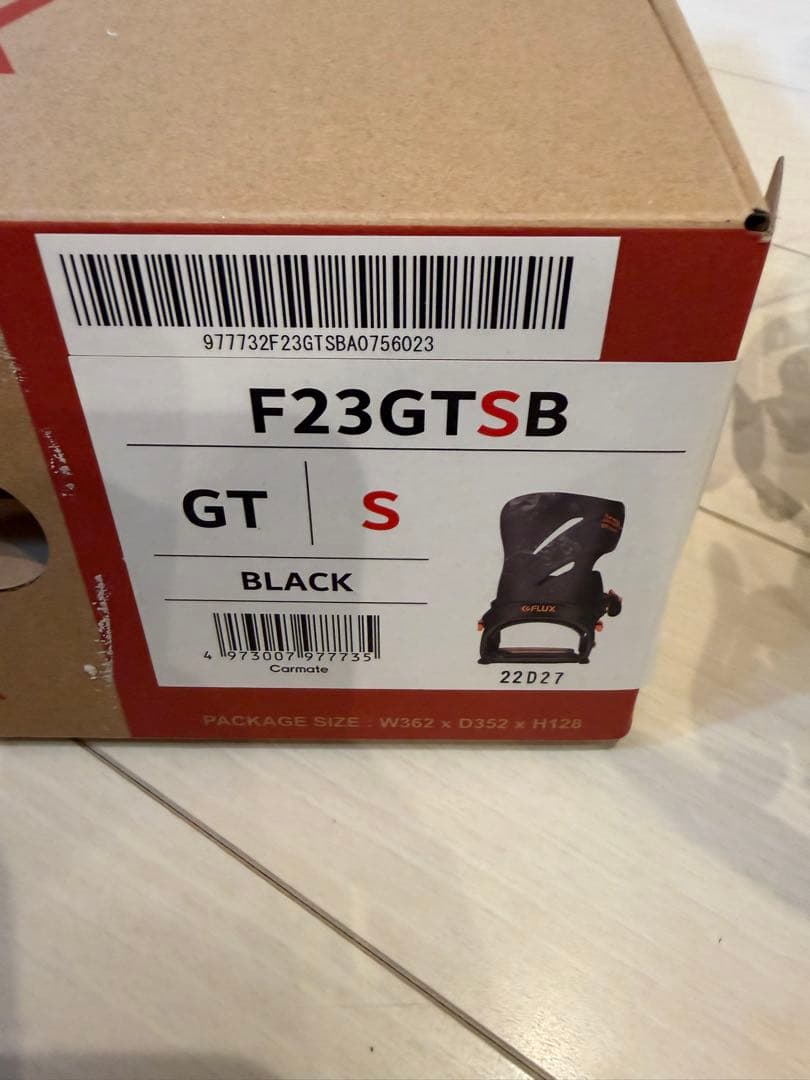 977732F23GTSBA0756023
F23GTSB
GT
S
BLACK
FLUX
4 973007 977735
Carmate
22D27
PACKAGE SIZE : W362 x D352 x H128